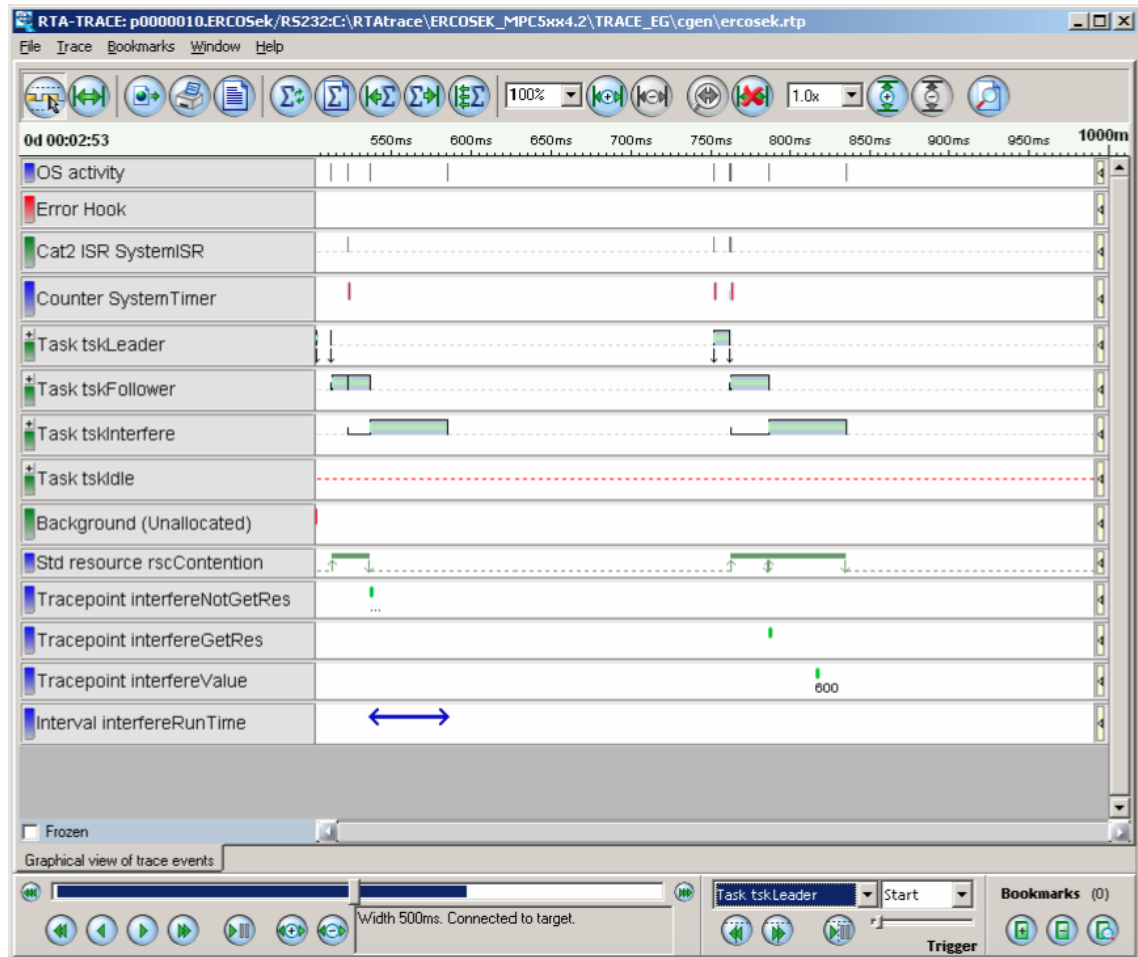 RTA-TRACE: p0000010.ERCOSek/RS232:C:\RTAtrace\ERCOSEK_MPC5xx4.2\TRACE_EG\cgen\ercosek.rtp
File Trace Bookmarks Window Help
100% 1.0x
0d 00:02:53 550ms 600ms 650ms 700ms 750ms 800ms 850ms 900ms 950ms 1000m
OS activity
Error Hook
Cat2 ISR SystemISR
Counter SystemTimer
Task tskLeader
Task tskFollower
Task tskInterfere
Task tskIdle
Background (Unallocated)
Std resource rscContention
Tracepoint interfereNotGetRes
...
Tracepoint interfereGetRes
Tracepoint interfereValue
600
Interval interfereRunTime
Frozen
Graphical view of trace events
Width 500ms. Connected to target.
Task tskLeader Start
Trigger
Bookmarks (0)